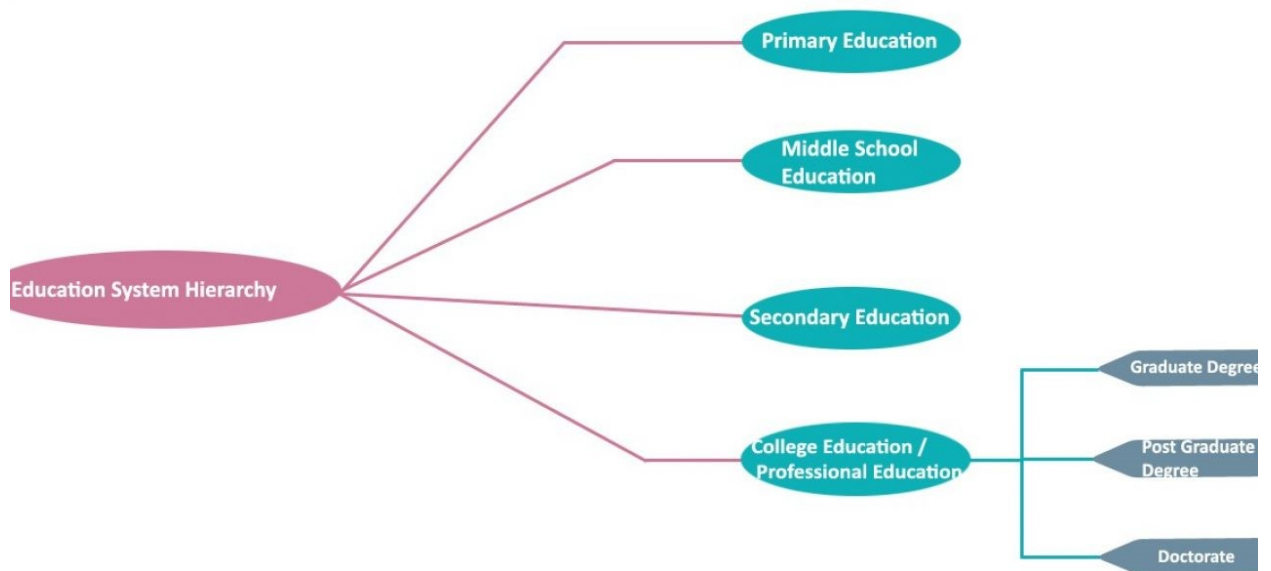 Primary Education
Middle School
Education
Education System Hierarchy
Secondary Education
Graduate Degree
College Education /
Professional Education
Post Graduate
Degree
Doctorate